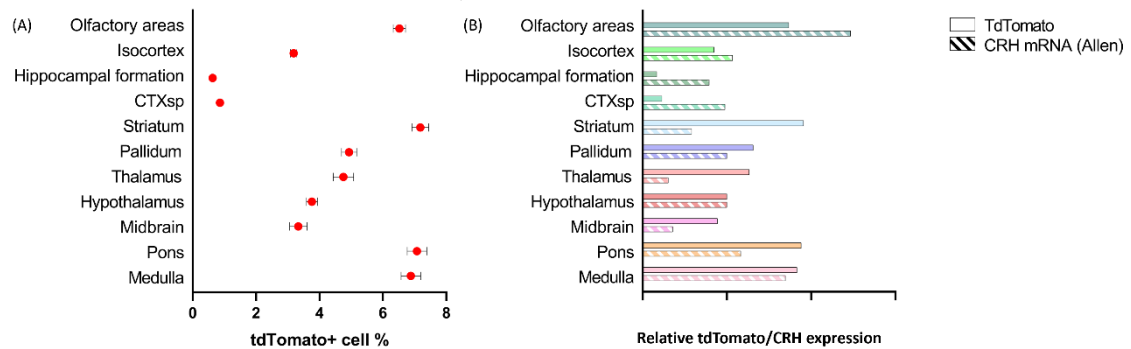 (A)
Olfactory areas
Isocortex
Hippocampal formation
CTXsp
Striatum
Pallidum
Thalamus
Hypothalamus
Midbrain
Pons
Medulla
0 2 4 6 8
tdTomato+ cell %
(B)
Olfactory areas
Isocortex
Hippocampal formation
CTXsp
Striatum
Pallidum
Thalamus
Hypothalamus
Midbrain
Pons
Medulla
Relative tdTomato/CRH expression
TdTomato
CRH mRNA (Allen)